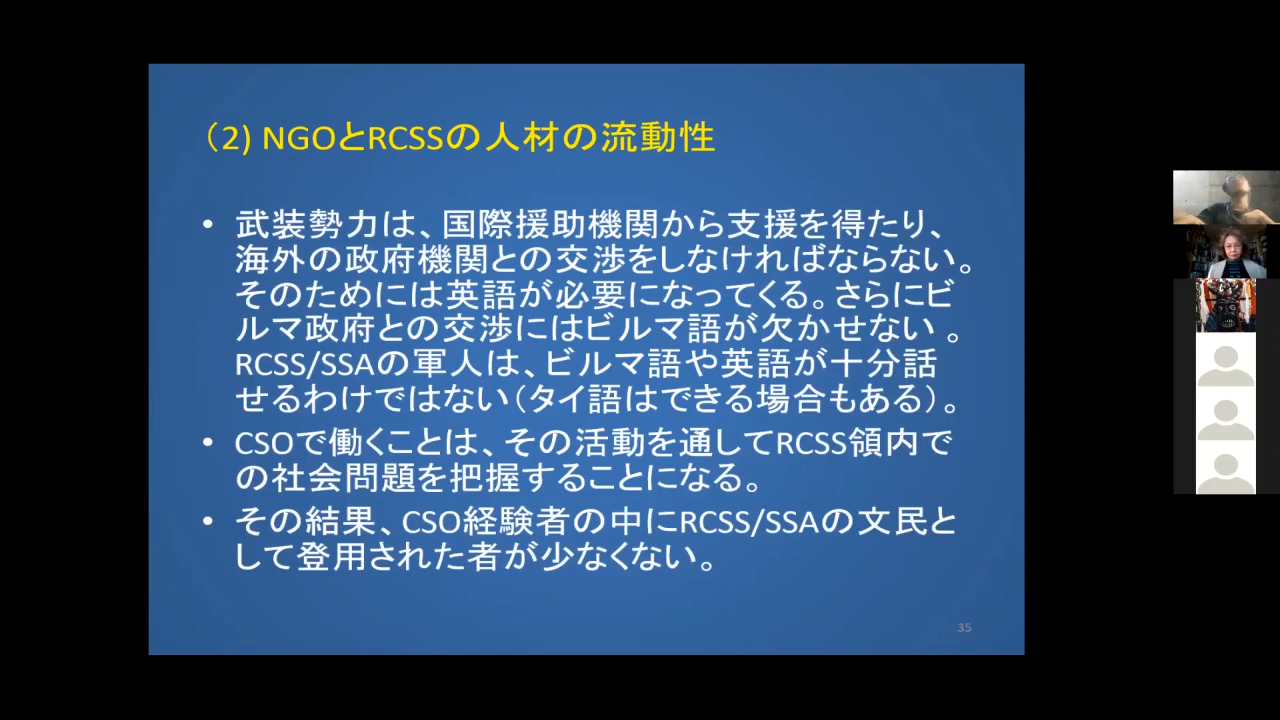 （2) NGOとRCSSの人材の流動性
• 武装勢力は、国際援助機関から支援を得たり、
海外の政府機関との交渉をしなければならない。
そのためには英語が必要になってくる。さらにビ
ルマ政府との交渉にはビルマ語が欠かせない 。
RCSS/SSAの軍人は、ビルマ語や英語が十分話
せるわけではない（タイ語はできる場合もある）。
• CSOで働くことは、その活動を通してRCSS領内で
の社会問題を把握することになる。
• その結果、CSO経験者の中にRCSS/SSAの文民と
して登用された者が少なくない。
35